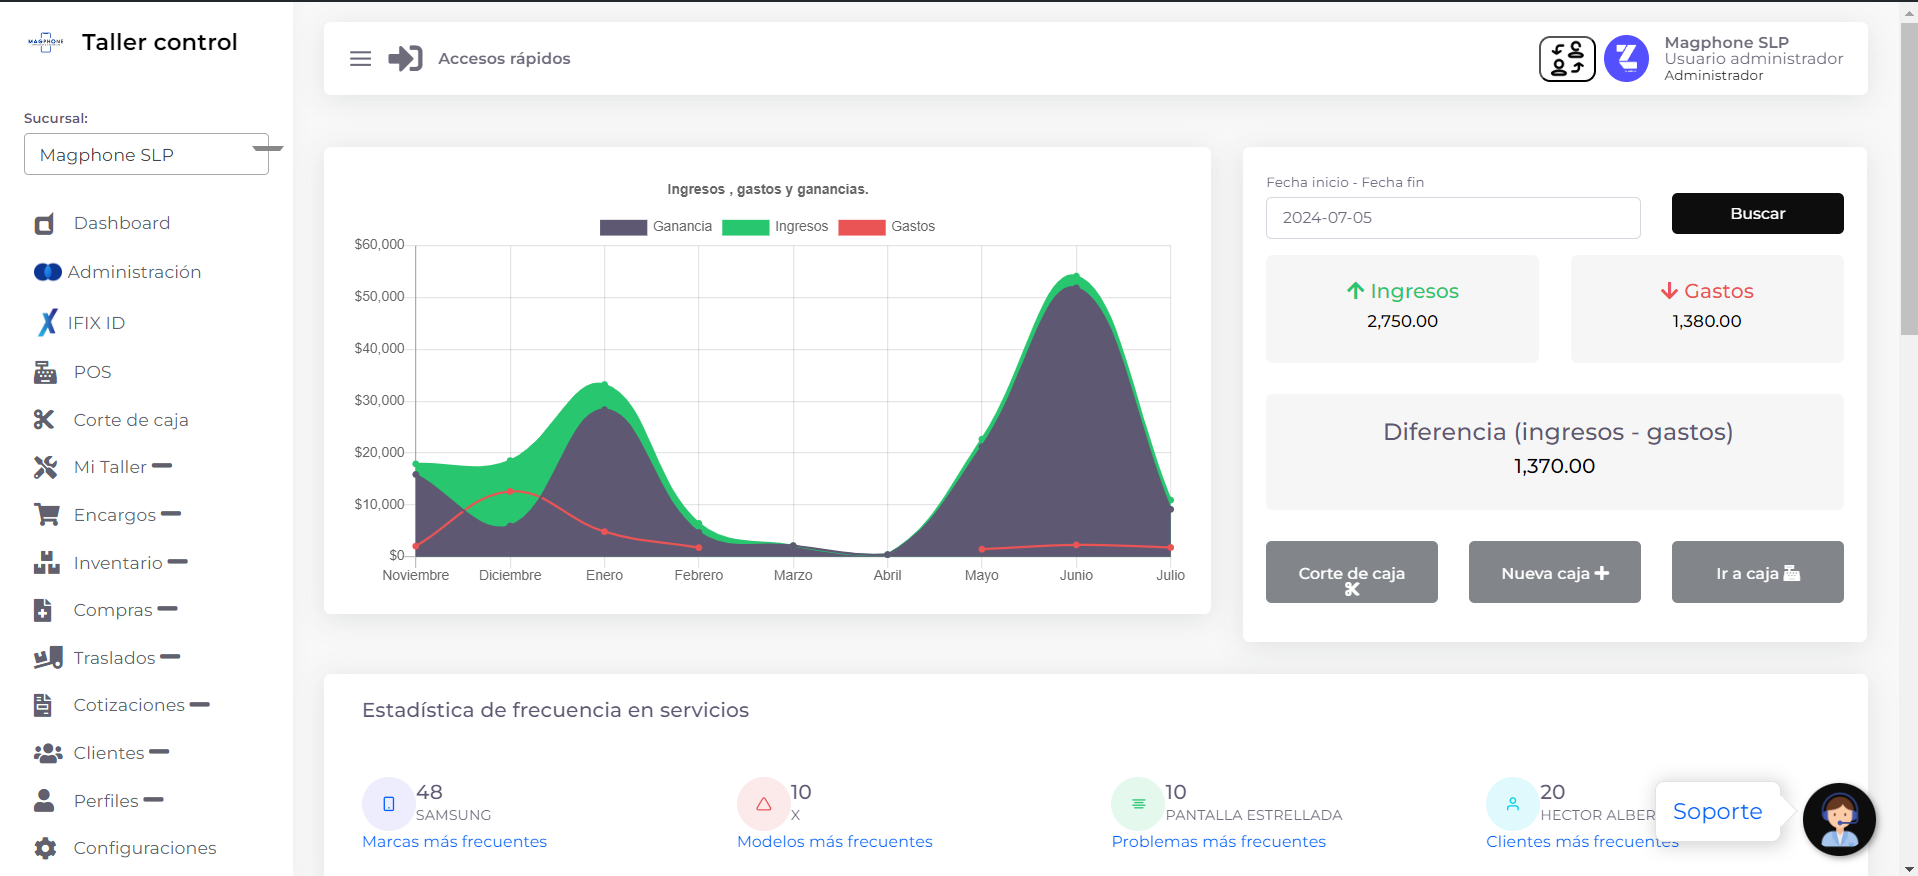 MAGPHONE
Taller control
Sucursal:
Magphone SLP
Dashboard
Administración
IFIX ID
POS
Corte de caja
Mi Taller
Encargos
Inventario
Compras
Traslados
Cotizaciones
Clientes
Perfiles
Configuraciones
Accesos rápidos
Magphone SLP
Usuario administrador
Administrador
Ingresos , gastos y ganancias.
Ganancia Ingresos Gastos
$60,000
$50,000
$40,000
$30,000
$20,000
$10,000
$0
Noviembre Diciembre Enero Febrero Marzo Abril Mayo Junio Julio
Fecha inicio - Fecha fin
2024-07-05
Buscar
Ingresos
2,750.00
Gastos
1,380.00
Diferencia (ingresos - gastos)
1,370.00
Corte de caja
Nueva caja
Ir a caja
Estadística de frecuencia en servicios
48
SAMSUNG
Marcas más frecuentes
10
X
Modelos más frecuentes
10
PANTALLA ESTRELLADA
Problemas más frecuentes
20
HECTOR ALBER
Clientes más frecuentes
Soporte